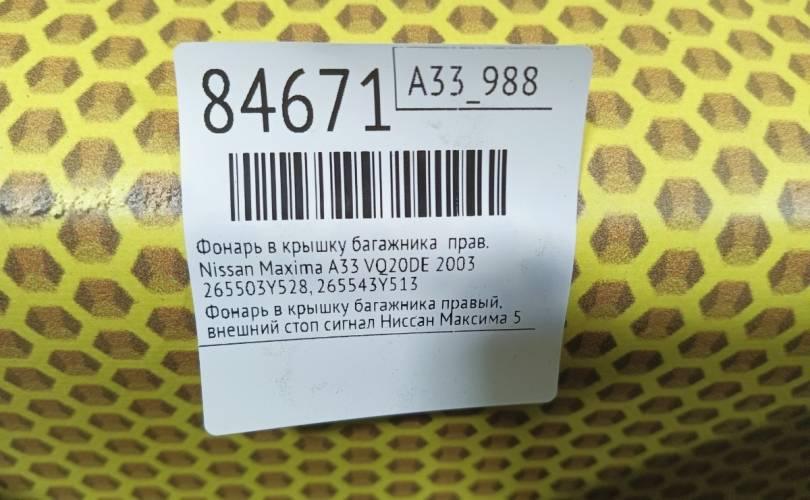 84671
A33_988
Фонарь в крышку багажника прав.
Nissan Maxima A33 VQ20DE 2003
265503Y528, 265543Y513
Фонарь в крышку багажника правый,
внешний стоп сигнал Ниссан Максима 5